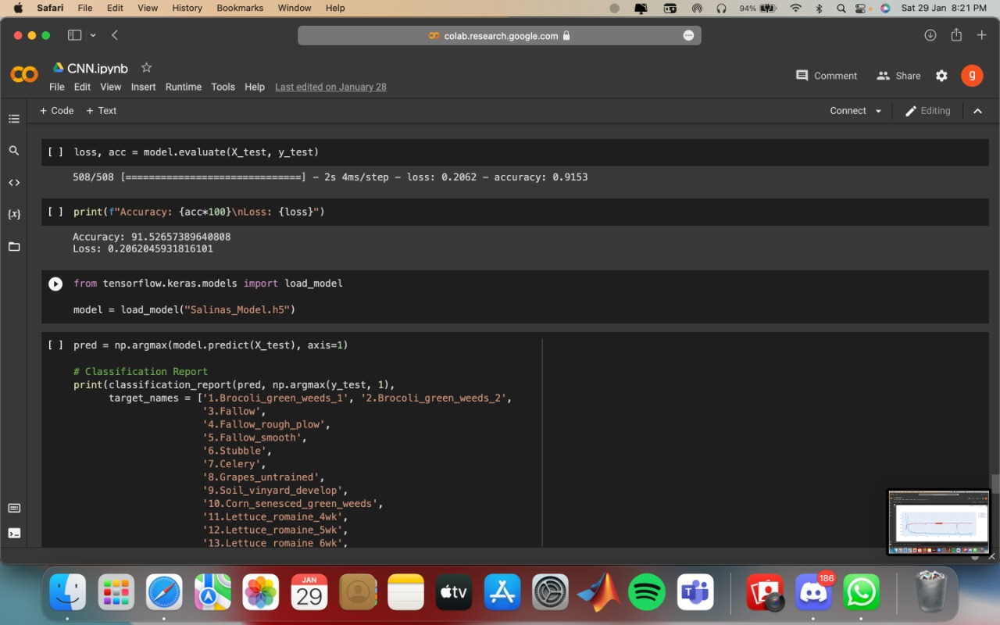 Safari File Edit View History Bookmarks Window Help 94% Sat 29 Jan 8:21 PM
colab.research.google.com
CNN.ipynb
File Edit View Insert Runtime Tools Help Last edited on January 28
Comment Share g
+ Code + Text Connect Editing
[ ] loss, acc = model.evaluate(X_test, y_test)
508/508 [==============================] - 2s 4ms/step - loss: 0.2062 - accuracy: 0.9153
[ ] print(f"Accuracy: {acc*100}\nLoss: {loss}")
Accuracy: 91.52657389640808
Loss: 0.2062045931816101
from tensorflow.keras.models import load_model
model = load_model("Salinas_Model.h5")
[ ] pred = np.argmax(model.predict(X_test), axis=1)
# Classification Report
print(classification_report(pred, np.argmax(y_test, 1),
target_names = ['1.Brocoli_green_weeds_1', '2.Brocoli_green_weeds_2',
'3.Fallow',
'4.Fallow_rough_plow',
'5.Fallow_smooth',
'6.Stubble',
'7.Celery',
'8.Grapes_untrained',
'9.Soil_vinyard_develop',
'10.Corn_senesced_green_weeds',
'11.Lettuce_romaine_4wk',
'12.Lettuce_romaine_5wk',
'13.Lettuce_romaine_6wk',
{x}
JAN
29
tv
186